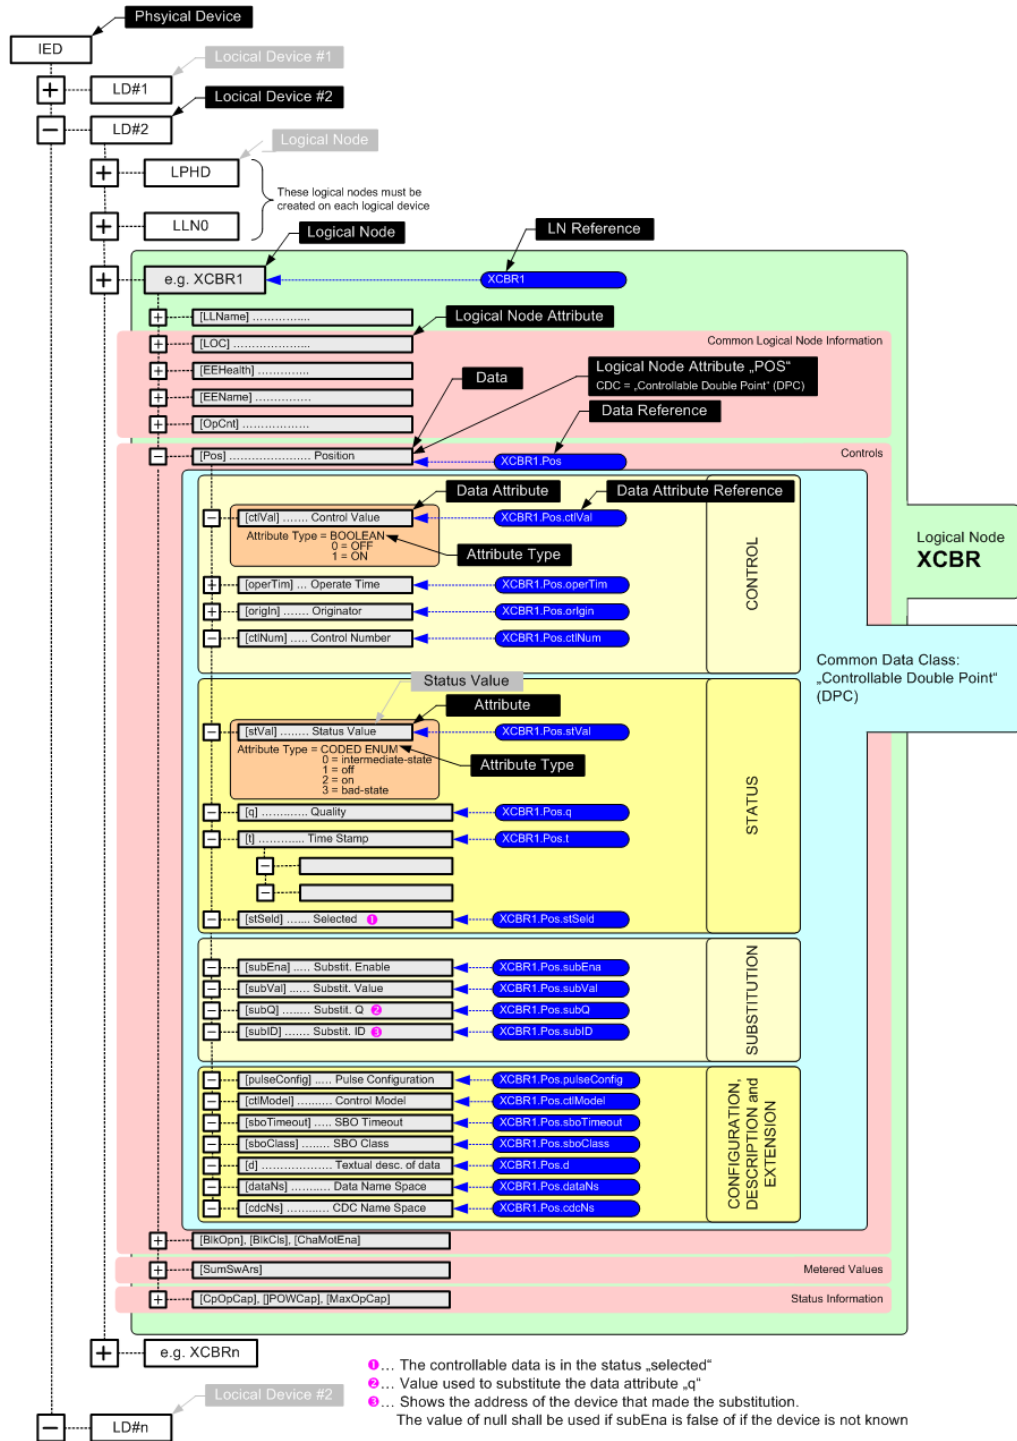 Phsyical Device
IED
Locical Device #1
LD#1
Locical Device #2
LD#2
Logical Node
LPHD
These logical nodes must be
created on each logical device
LLN0
Logical Node
LN Reference
e.g. XCBR1
XCBR1
[LLName] ................
Logical Node Attribute
[LOC] .....................
Common Logical Node Information
[EEHealth] ..............
Logical Node Attribute „POS“
CDC = „Controllable Double Point“ (DPC)
Data
[EEName] ...............
Data Reference
[OpCnt] ..................
[Pos] ...................... Position
XCBR1.Pos
Controls
Data Attribute
Data Attribute Reference
[ctlVal] ........ Control Value
XCBR1.Pos.ctlVal
Attribute Type = BOOLEAN
0 = OFF
1 = ON
Attribute Type
CONTROL
Logical Node
XCBR
[operTim] ... Operate Time
XCBR1.Pos.operTim
[origIn] ........ Originator
XCBR1.Pos.orIgin
[ctlNum] ..... Control Number
XCBR1.Pos.ctlNum
Common Data Class:
„Controllable Double Point“
(DPC)
Status Value
Attribute
[stVal] ........ Status Value
XCBR1.Pos.stVal
Attribute Type = CODED ENUM
0 = intermediate-state
1 = off
2 = on
3 = bad-state
Attribute Type
STATUS
[q] .............. Quality
XCBR1.Pos.q
[t] ............. Time Stamp
XCBR1.Pos.t
[stSeld] ....... Selected 1
XCBR1.Pos.stSeld
[subEna] ..... Substit. Enable
XCBR1.Pos.subEna
[subVal] ...... Substit. Value
XCBR1.Pos.subVal
[subQ] ........ Substit. Q 2
XCBR1.Pos.subQ
[subID] ....... Substit. ID 3
XCBR1.Pos.subID
SUBSTITUTION
[pulseConfig] ..... Pulse Configuration
XCBR1.Pos.pulseConfig
[ctlModel] .......... Control Model
XCBR1.Pos.ctlModel
[sboTimeout] ...... SBO Timeout
XCBR1.Pos.sboTimeout
[sboClass] ........ SBO Class
XCBR1.Pos.sboClass
[d] .................... Textual desc. of data
XCBR1.Pos.d
[dataNs] ........... Data Name Space
XCBR1.Pos.dataNs
[cdcNs] ............. CDC Name Space
XCBR1.Pos.cdcNs
CONFIGURATION,
DESCRIPTION and
EXTENSION
[BlkOpn], [BlkCls], [ChaMotEna]
[SumSwArs]
Metered Values
[CpOpCap], []POWCap], [MaxOpCap]
Status Information
e.g. XCBRn
1... The controllable data is in the status „selected“
2... Value used to substitute the data attribute „q“
3... Shows the address of the device that made the substitution.
The value of null shall be used if subEna is false of if the device is not known
Locical Device #2
LD#n